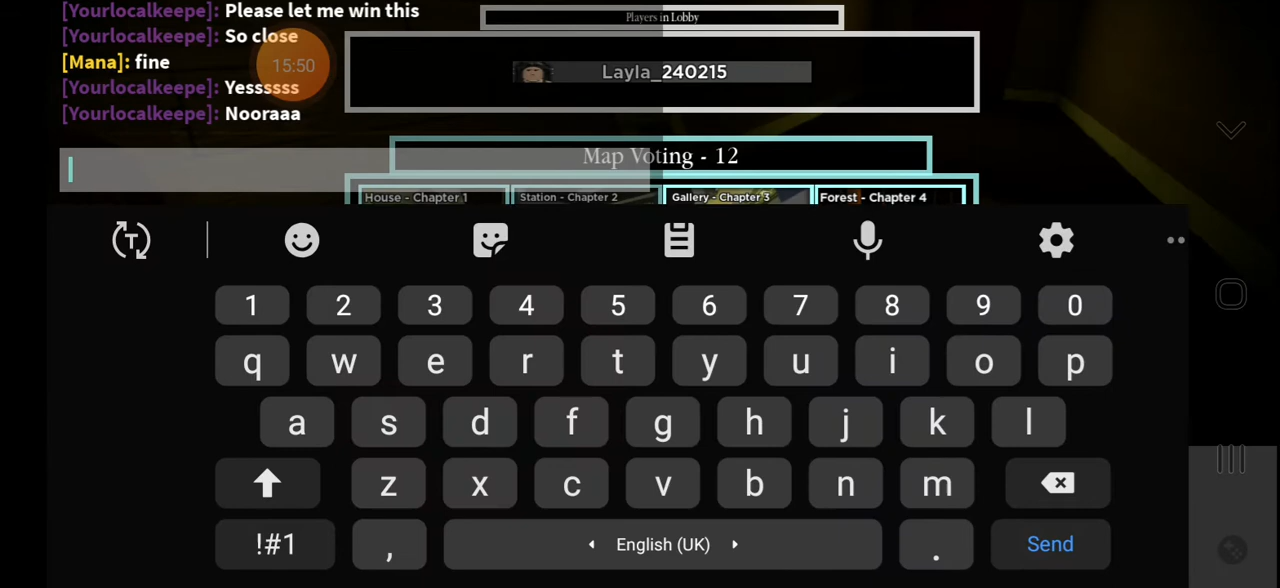 [Yourlocalkeepe]: Please let me win this
[Yourlocalkeepe]: So close
[Mana]: fine
[Yourlocalkeepe]: Yessssss
[Yourlocalkeepe]: Nooraaa
15:50
Players in Lobby
Layla_240215
Map Voting - 12
House - Chapter 1
Station - Chapter 2
Gallery - Chapter 3
Forest - Chapter 4
T
1 2 3 4 5 6 7 8 9 0
q w e r t y u i o p
a s d f g h j k l
z x c v b n m
!#1 , English (UK) . Send